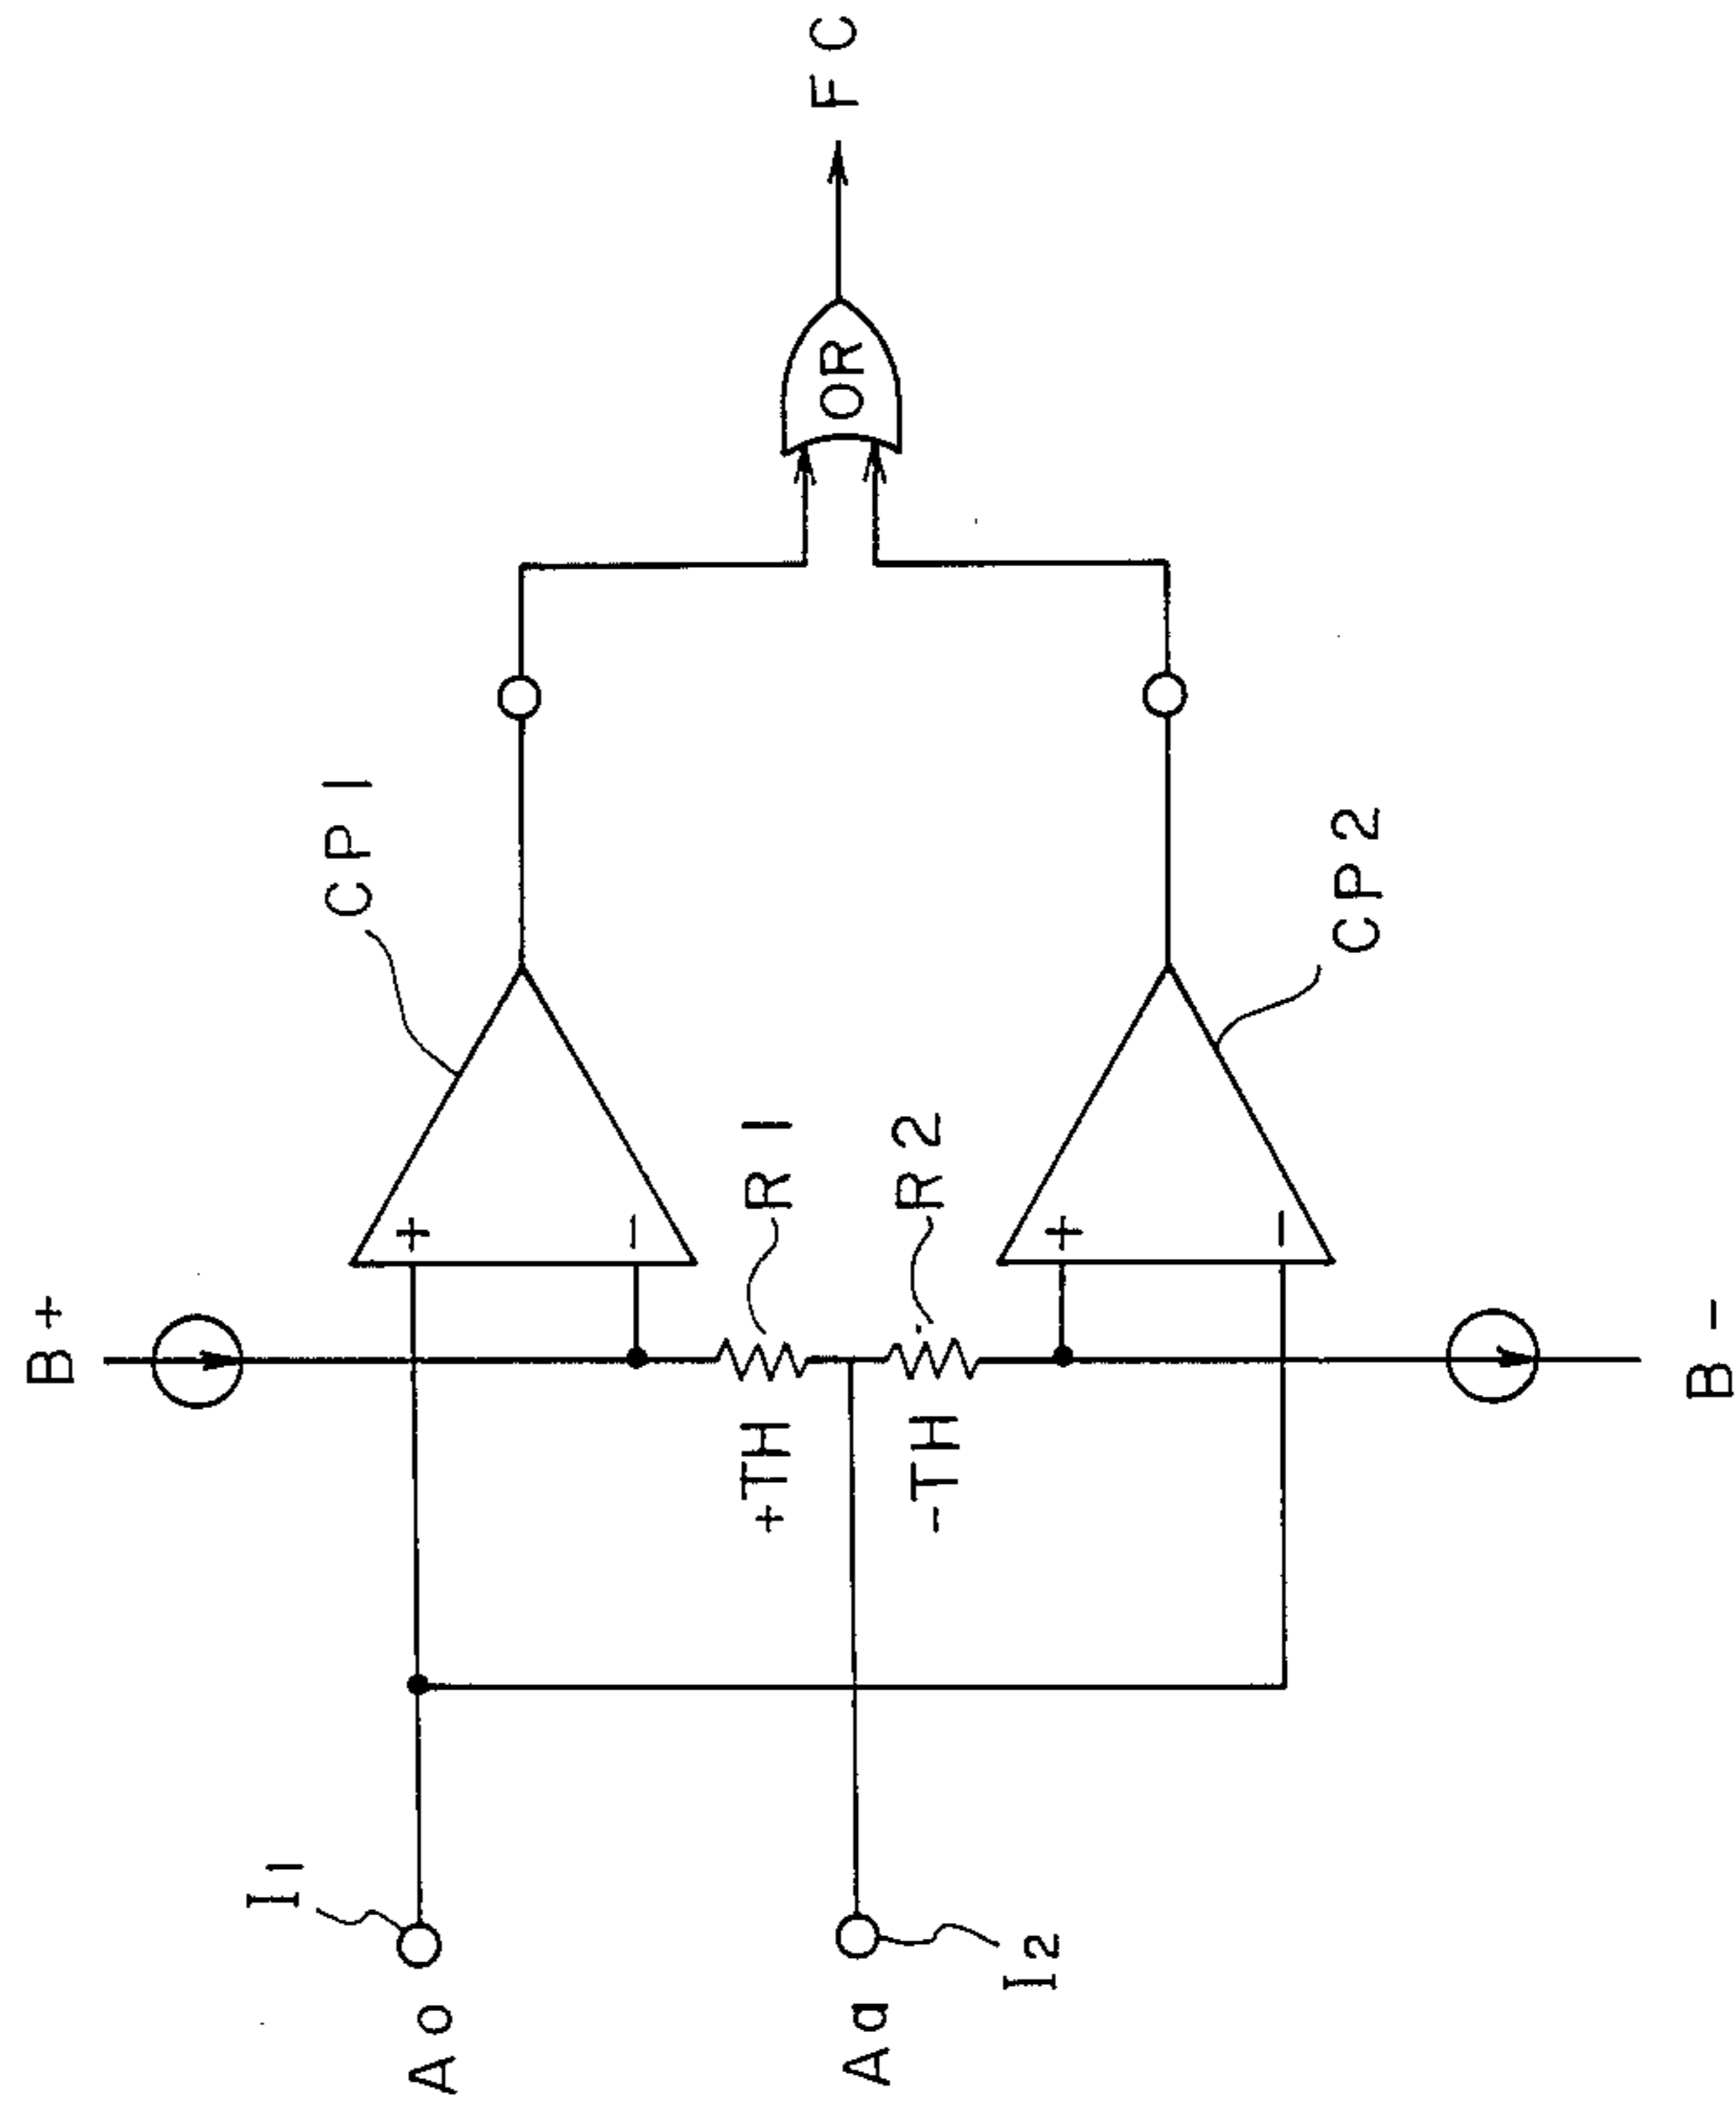 B+
CP1
+
-
I1
Ao
R1
+TH
OR
FC
R2
-TH
Aa
I2
+
-
CP2
B-